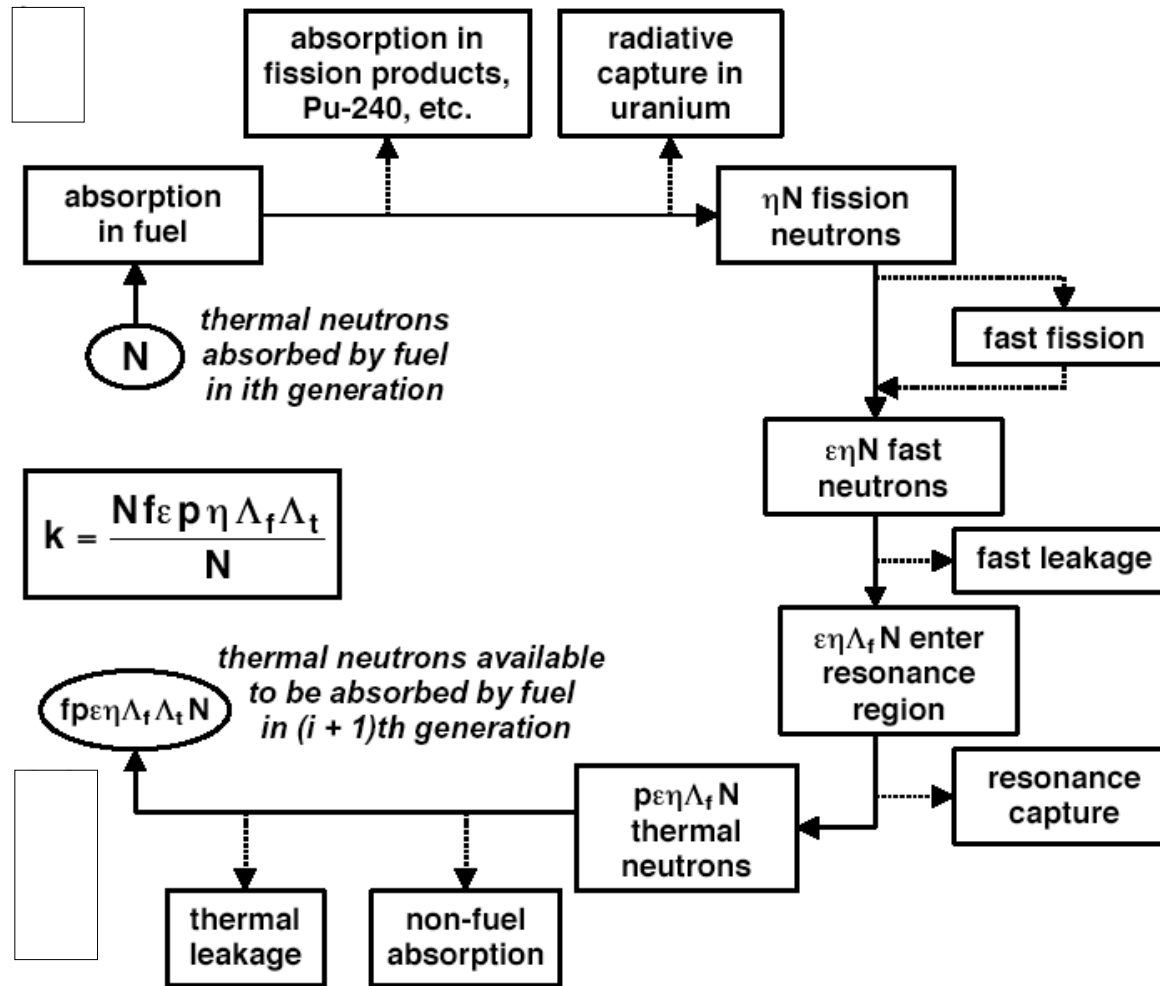 absorption in
fission products,
Pu-240, etc.
radiative
capture in
uranium
absorption
in fuel
ηN fission
neutrons
N
thermal neutrons
absorbed by fuel
in ith generation
fast fission
εηN fast
neutrons
k = NfεpηΛfΛt / N
fast leakage
εηΛfN enter
resonance
region
fpεηΛfΛtN
thermal neutrons available
to be absorbed by fuel
in (i + 1)th generation
resonance
capture
pεηΛfN
thermal
neutrons
thermal
leakage
non-fuel
absorption